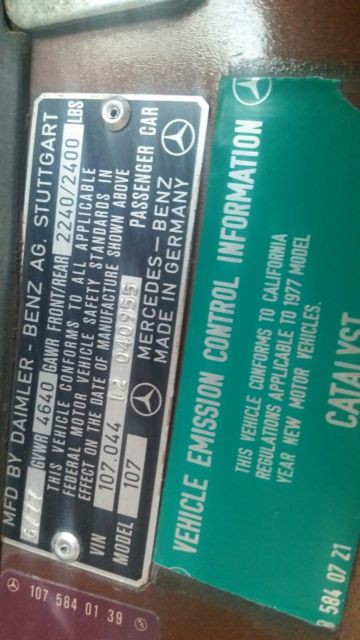 MFD BY DAIMLER-BENZ AG. STUTTGART
6/77 GVWR 4640 GAWR FRONT/REAR 2240/2400 LBS
THIS VEHICLE CONFORMS TO ALL APPLICABLE
FEDERAL MOTOR VEHICLE SAFETY STANDARDS IN
EFFECT ON THE DATE OF MANUFACTURE SHOWN ABOVE
VIN 107.044 12 040955 PASSENGER CAR
MODEL 107 MERCEDES-BENZ
MADE IN GERMANY
VEHICLE EMISSION CONTROL INFORMATION
THIS VEHICLE CONFORMS TO CALIFORNIA
REGULATIONS APPLICABLE TO 1977 MODEL
YEAR NEW MOTOR VEHICLES.
CATALYST
584 07 21
107 584 01 39